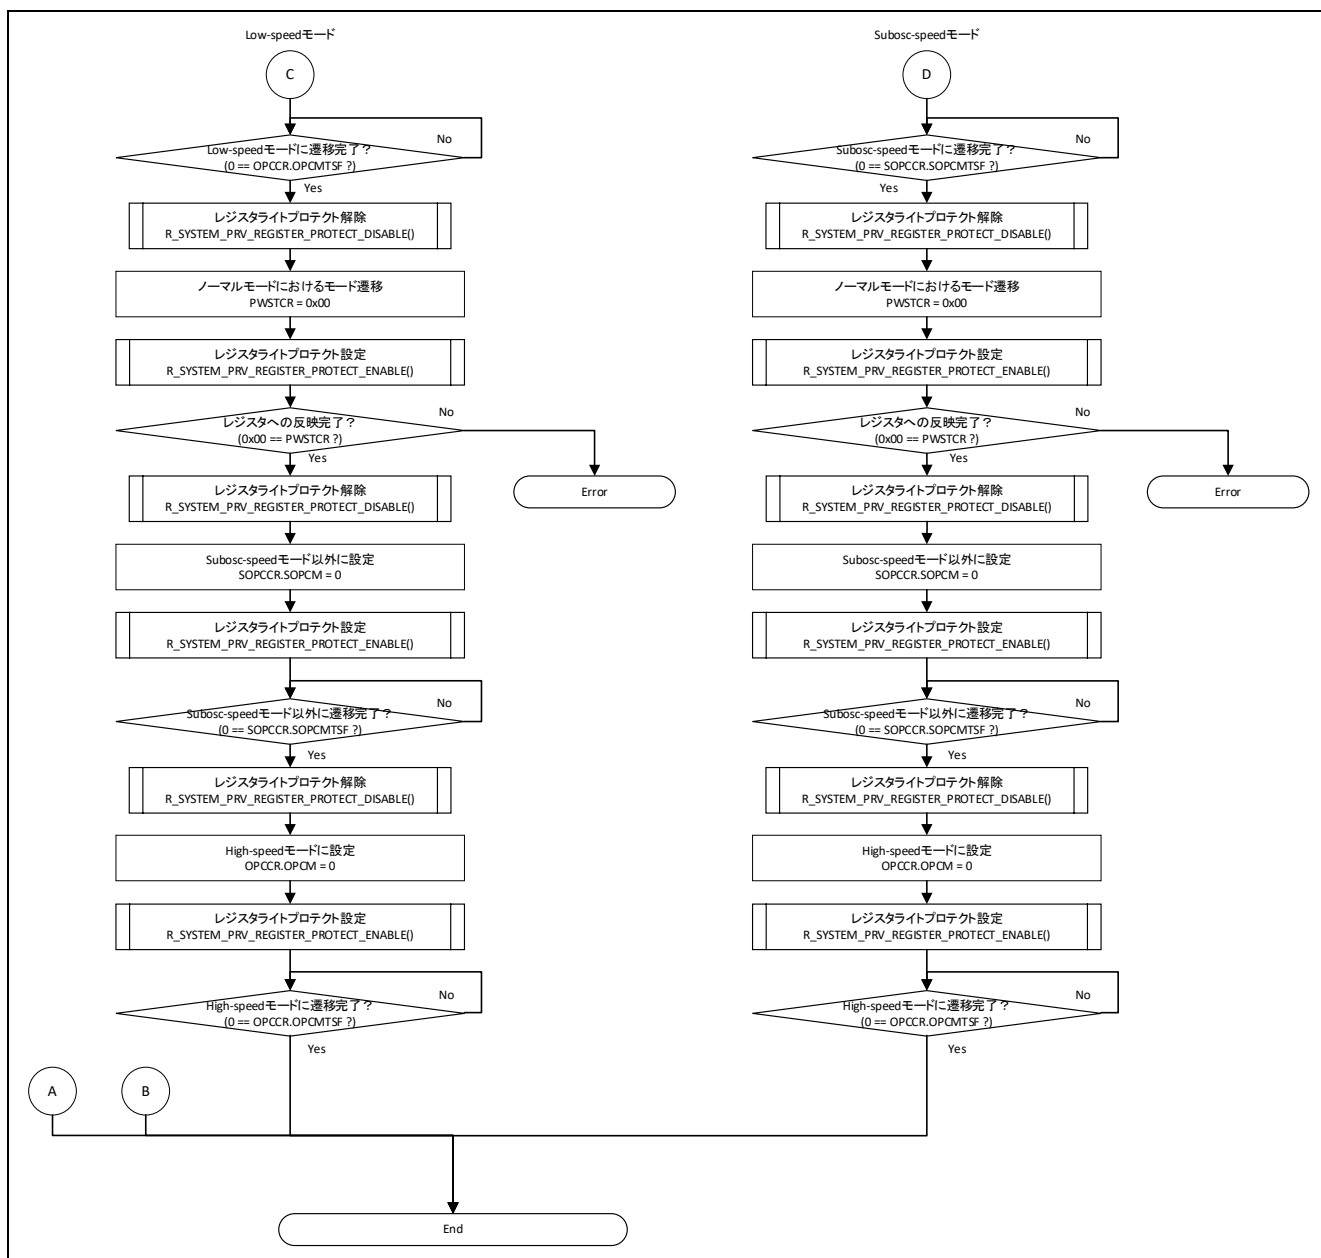 Low-speedモード
C
No
Low-speedモードに遷移完了？
(0 == OPCCR.OPCMTSF ?)
Yes
レジスタライトプロテクト解除
R_SYSTEM_PRV_REGISTER_PROTECT_DISABLE()
ノーマルモードにおけるモード遷移
PWSTCR = 0x00
レジスタライトプロテクト設定
R_SYSTEM_PRV_REGISTER_PROTECT_ENABLE()
No
レジスタへの反映完了？
(0x00 == PWSTCR ?)
Yes
Error
レジスタライトプロテクト解除
R_SYSTEM_PRV_REGISTER_PROTECT_DISABLE()
Subosc-speedモード以外に設定
SOPCCR.SOPCM = 0
レジスタライトプロテクト設定
R_SYSTEM_PRV_REGISTER_PROTECT_ENABLE()
No
Subosc-speedモード以外に遷移完了？
(0 == SOPCCR.SOPCMTSF ?)
Yes
レジスタライトプロテクト解除
R_SYSTEM_PRV_REGISTER_PROTECT_DISABLE()
High-speedモードに設定
OPCCR.OPCM = 0
レジスタライトプロテクト設定
R_SYSTEM_PRV_REGISTER_PROTECT_ENABLE()
No
High-speedモードに遷移完了？
(0 == OPCCR.OPCMTSF ?)
Yes
Subosc-speedモード
D
No
Subosc-speedモードに遷移完了？
(0 == SOPCCR.SOPCMTSF ?)
Yes
レジスタライトプロテクト解除
R_SYSTEM_PRV_REGISTER_PROTECT_DISABLE()
ノーマルモードにおけるモード遷移
PWSTCR = 0x00
レジスタライトプロテクト設定
R_SYSTEM_PRV_REGISTER_PROTECT_ENABLE()
No
レジスタへの反映完了？
(0x00 == PWSTCR ?)
Yes
Error
レジスタライトプロテクト解除
R_SYSTEM_PRV_REGISTER_PROTECT_DISABLE()
Subosc-speedモード以外に設定
SOPCCR.SOPCM = 0
レジスタライトプロテクト設定
R_SYSTEM_PRV_REGISTER_PROTECT_ENABLE()
No
Subosc-speedモード以外に遷移完了？
(0 == SOPCCR.SOPCMTSF ?)
Yes
レジスタライトプロテクト解除
R_SYSTEM_PRV_REGISTER_PROTECT_DISABLE()
High-speedモードに設定
OPCCR.OPCM = 0
レジスタライトプロテクト設定
R_SYSTEM_PRV_REGISTER_PROTECT_ENABLE()
No
High-speedモードに遷移完了？
(0 == OPCCR.OPCMTSF ?)
Yes
A
B
End